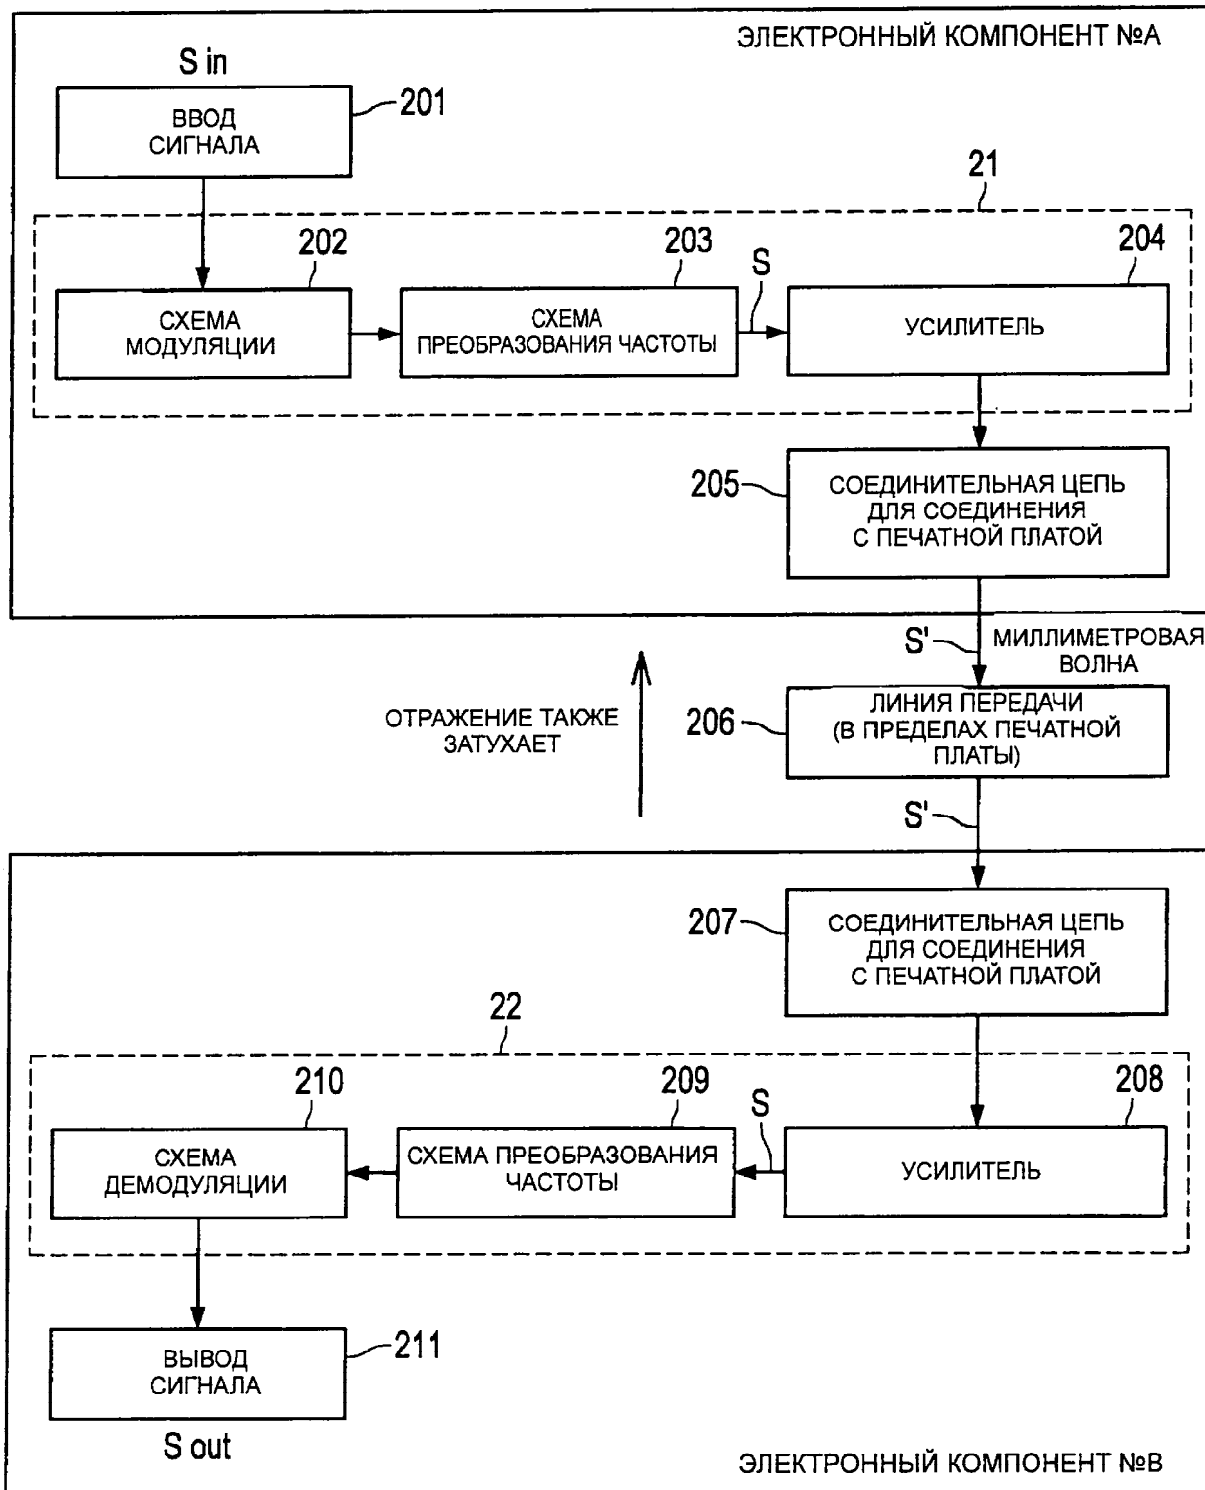 ЭЛЕКТРОННЫЙ КОМПОНЕНТ №A
S in
201
ВВОД
СИГНАЛА
21
202
203
S
204
СХЕМА
МОДУЛЯЦИИ
СХЕМА
ПРЕОБРАЗОВАНИЯ ЧАСТОТЫ
УСИЛИТЕЛЬ
205
СОЕДИНИТЕЛЬНАЯ ЦЕПЬ
ДЛЯ СОЕДИНЕНИЯ
С ПЕЧАТНОЙ ПЛАТОЙ
S'
МИЛЛИМЕТРОВАЯ
ВОЛНА
ОТРАЖЕНИЕ ТАКЖЕ
ЗАТУХАЕТ
206
ЛИНИЯ ПЕРЕДАЧИ
(В ПРЕДЕЛАХ ПЕЧАТНОЙ
ПЛАТЫ)
S'
207
СОЕДИНИТЕЛЬНАЯ ЦЕПЬ
ДЛЯ СОЕДИНЕНИЯ
С ПЕЧАТНОЙ ПЛАТОЙ
22
210
209
S
208
СХЕМА
ДЕМОДУЛЯЦИИ
СХЕМА ПРЕОБРАЗОВАНИЯ
ЧАСТОТЫ
УСИЛИТЕЛЬ
ВЫВОД
СИГНАЛА
211
S out
ЭЛЕКТРОННЫЙ КОМПОНЕНТ №B